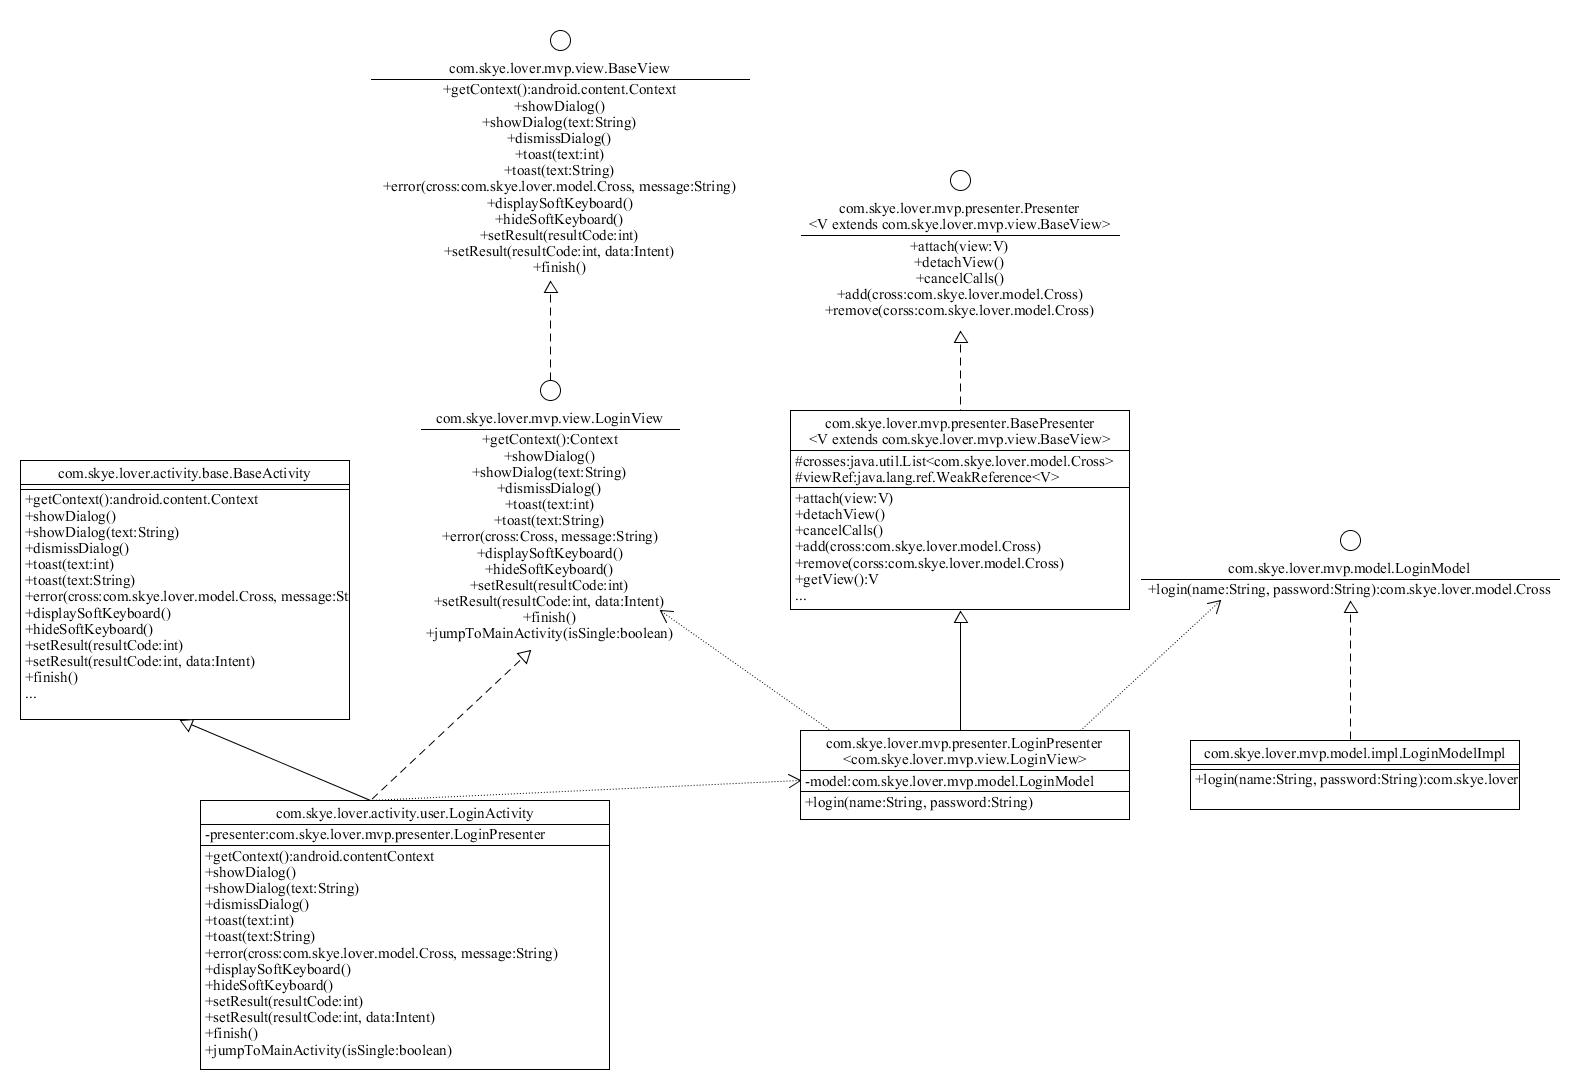 com.skye.lover.mvp.view.BaseView
+getContext():android.content.Context
+showDialog()
+showDialog(text:String)
+dismissDialog()
+toast(text:int)
+toast(text:String)
+error(cross:com.skye.lover.model.Cross, message:String)
+displaySoftKeyboard()
+hideSoftKeyboard()
+setResult(resultCode:int)
+setResult(resultCode:int, data:Intent)
+finish()
com.skye.lover.mvp.presenter.Presenter
<V extends com.skye.lover.mvp.view.BaseView>
+attach(view:V)
+detachView()
+cancelCalls()
+add(cross:com.skye.lover.model.Cross)
+remove(corss:com.skye.lover.model.Cross)
com.skye.lover.mvp.view.LoginView
+getContext():Context
+showDialog()
+showDialog(text:String)
+dismissDialog()
+toast(text:int)
+toast(text:String)
+error(cross:Cross, message:String)
+displaySoftKeyboard()
+hideSoftKeyboard()
+setResult(resultCode:int)
+setResult(resultCode:int, data:Intent)
+finish()
+jumpToMainActivity(isSingle:boolean)
com.skye.lover.mvp.presenter.BasePresenter
<V extends com.skye.lover.mvp.view.BaseView>
#crosses:java.util.List<com.skye.lover.model.Cross>
#viewRef:java.lang.ref.WeakReference<V>
+attach(view:V)
+detachView()
+cancelCalls()
+add(cross:com.skye.lover.model.Cross)
+remove(corss:com.skye.lover.model.Cross)
+getView():V
...
com.skye.lover.activity.base.BaseActivity
+getContext():android.content.Context
+showDialog()
+showDialog(text:String)
+dismissDialog()
+toast(text:int)
+toast(text:String)
+error(cross:com.skye.lover.model.Cross, message:St
+displaySoftKeyboard()
+hideSoftKeyboard()
+setResult(resultCode:int)
+setResult(resultCode:int, data:Intent)
+finish()
...
com.skye.lover.mvp.model.LoginModel
+login(name:String, password:String):com.skye.lover.model.Cross
com.skye.lover.mvp.presenter.LoginPresenter
<com.skye.lover.mvp.view.LoginView>
-model:com.skye.lover.mvp.model.LoginModel
+login(name:String, password:String)
com.skye.lover.mvp.model.impl.LoginModelImpl
+login(name:String, password:String):com.skye.lover
com.skye.lover.activity.user.LoginActivity
-presenter:com.skye.lover.mvp.presenter.LoginPresenter
+getContext():android.contentContext
+showDialog()
+showDialog(text:String)
+dismissDialog()
+toast(text:int)
+toast(text:String)
+error(cross:com.skye.lover.model.Cross, message:String)
+displaySoftKeyboard()
+hideSoftKeyboard()
+setResult(resultCode:int)
+setResult(resultCode:int, data:Intent)
+finish()
+jumpToMainActivity(isSingle:boolean)